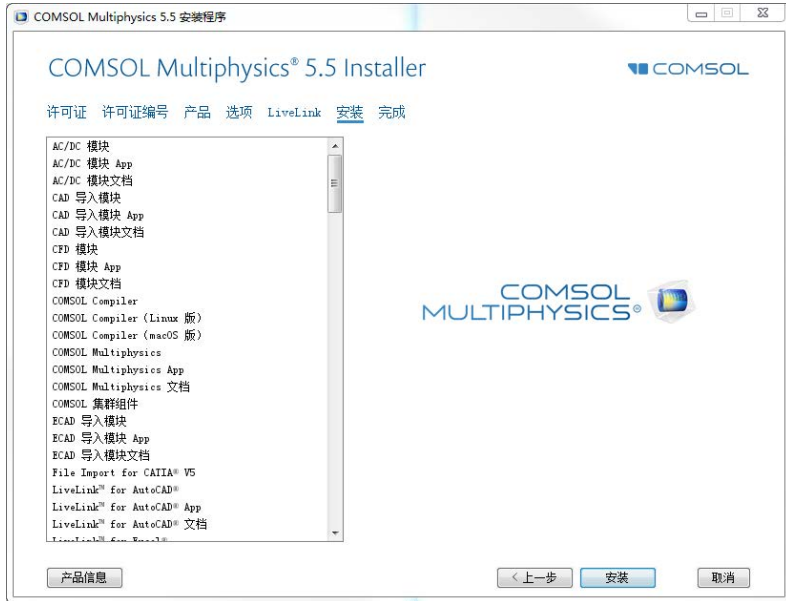 COMSOL Multiphysics 5.5 安装程序
COMSOL Multiphysics® 5.5 Installer
COMSOL
许可证 许可证编号 产品 选项 LiveLink 安装 完成
AC/DC 模块
AC/DC 模块 App
AC/DC 模块文档
CAD 导入模块
CAD 导入模块 App
CAD 导入模块文档
CFD 模块
CFD 模块 App
CFD 模块文档
COMSOL Compiler
COMSOL Compiler (Linux 版)
COMSOL Compiler (macOS 版)
COMSOL Multiphysics
COMSOL Multiphysics App
COMSOL Multiphysics 文档
COMSOL 集群组件
ECAD 导入模块
ECAD 导入模块 App
ECAD 导入模块文档
File Import for CATIA® V5
LiveLink™ for AutoCAD®
LiveLink™ for AutoCAD® App
LiveLink™ for AutoCAD® 文档
LiveLink™ for Excel®
COMSOL
MULTIPHYSICS®
产品信息
<上一步
安装
取消